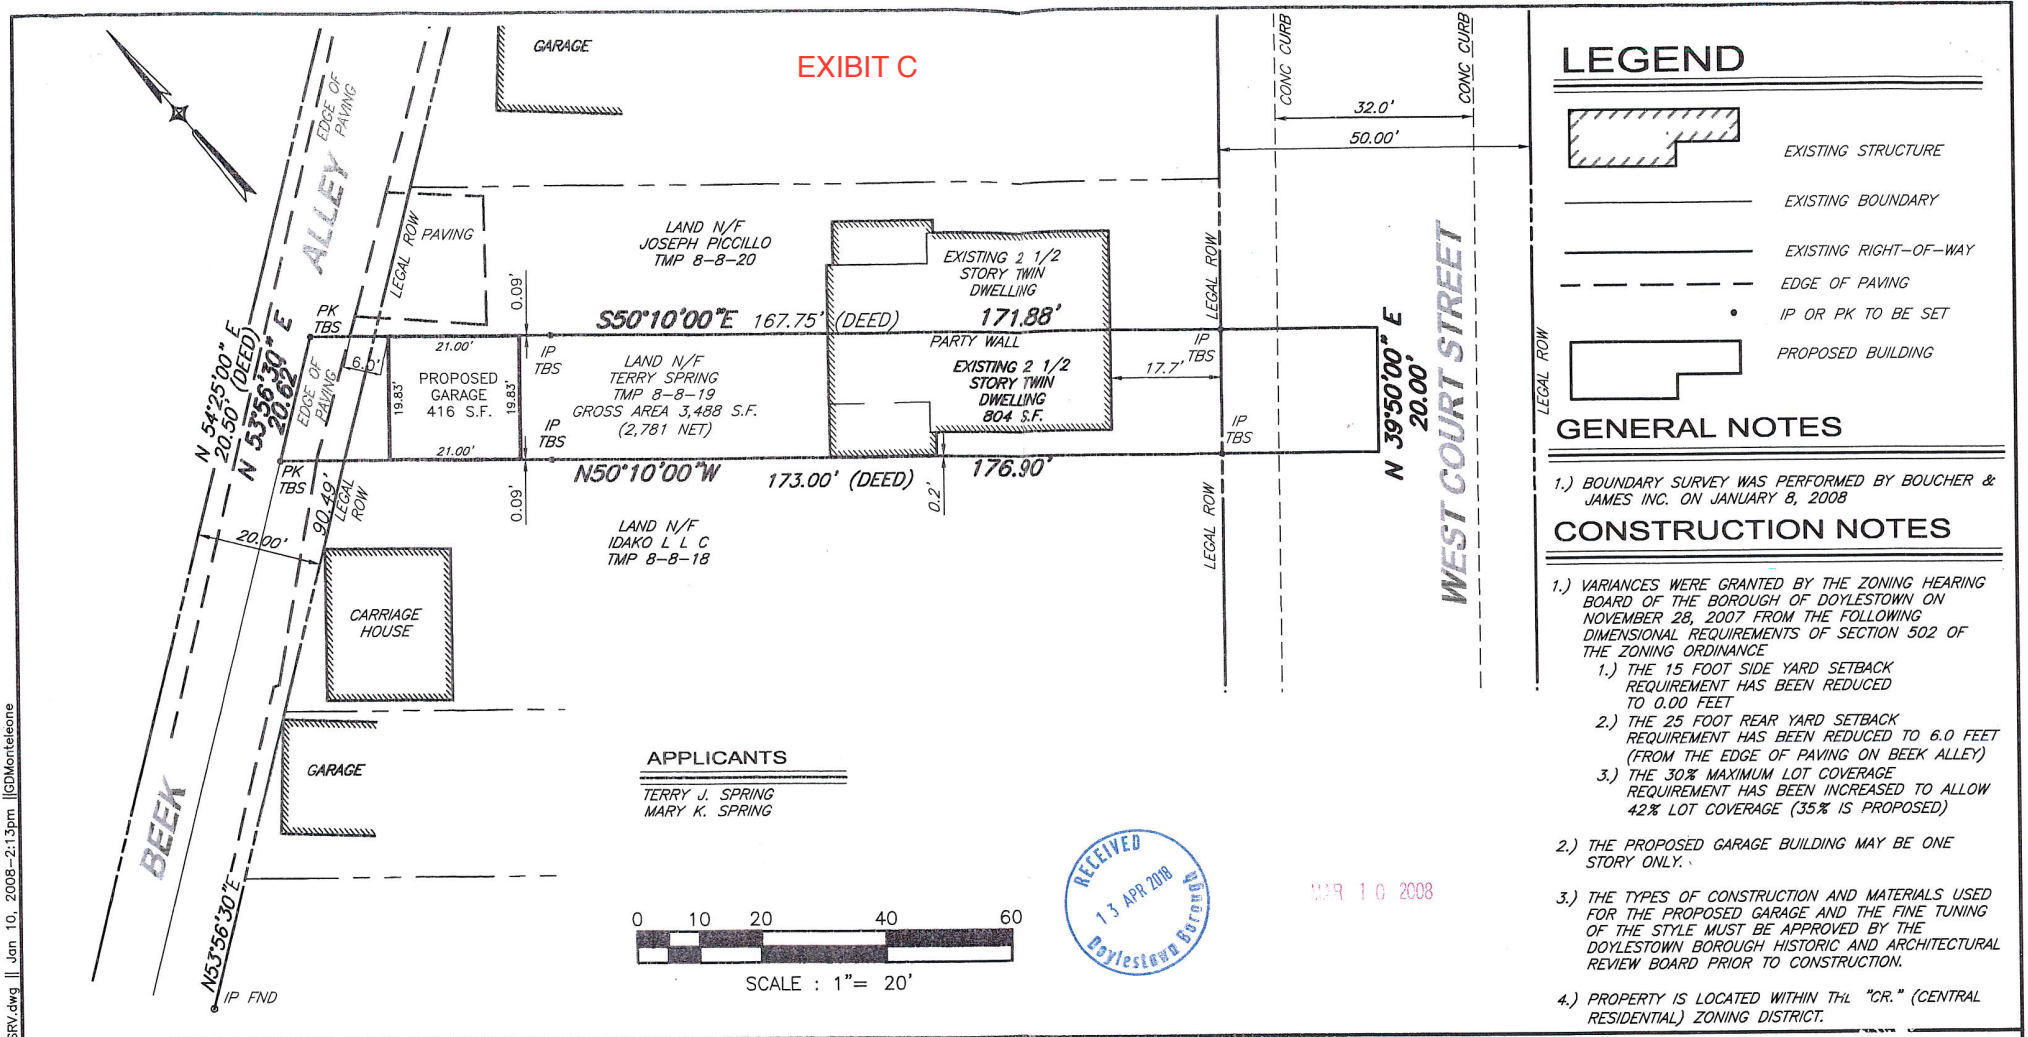 EXIBIT C
GARAGE
EDGE OF
PAVING
BEEK ALLEY
LEGAL ROW
PAVING
LAND N/F
JOSEPH PICCILLO
TMP 8-8-20
EXISTING 2 1/2
STORY TWIN
DWELLING
CONC CURB
CONC CURB
32.0'
50.00'
LEGAL ROW
PK
TBS
0.09'
S50°10'00"E 167.75' (DEED) 171.88'
PARTY WALL
N 54°25'00" E
20.50' (DEED)
N 53°56'30" E
20.62'
EDGE OF
PAVING
6.0'
21.00'
19.83'
PROPOSED
GARAGE
416 S.F.
19.83'
21.00'
IP
TBS
LAND N/F
TERRY SPRING
TMP 8-8-19
GROSS AREA 3,488 S.F.
(2,781 NET)
IP
TBS
EXISTING 2 1/2
STORY TWIN
DWELLING
804 S.F.
17.7'
IP
TBS
IP
TBS
N 39°50'00" E
20.00'
WEST COURT STREET
LEGAL ROW
PK
TBS
N50°10'00"W 173.00' (DEED) 176.90'
0.09'
0.2'
LEGAL ROW
90.49'
LEGAL
ROW
20.00'
LAND N/F
IDAKO L L C
TMP 8-8-18
CARRIAGE
HOUSE
GARAGE
N53°56'30"E
IP FND
APPLICANTS
TERRY J. SPRING
MARY K. SPRING
0 10 20 40 60
SCALE : 1"= 20'
RECEIVED
13 APR 2018
Doylestown Borough
MAR 10 2008
LEGEND
EXISTING STRUCTURE
EXISTING BOUNDARY
EXISTING RIGHT-OF-WAY
EDGE OF PAVING
IP OR PK TO BE SET
PROPOSED BUILDING
GENERAL NOTES
1.) BOUNDARY SURVEY WAS PERFORMED BY BOUCHER &
JAMES INC. ON JANUARY 8, 2008
CONSTRUCTION NOTES
1.) VARIANCES WERE GRANTED BY THE ZONING HEARING
BOARD OF THE BOROUGH OF DOYLESTOWN ON
NOVEMBER 28, 2007 FROM THE FOLLOWING
DIMENSIONAL REQUIREMENTS OF SECTION 502 OF
THE ZONING ORDINANCE
1.) THE 15 FOOT SIDE YARD SETBACK
REQUIREMENT HAS BEEN REDUCED
TO 0.00 FEET
2.) THE 25 FOOT REAR YARD SETBACK
REQUIREMENT HAS BEEN REDUCED TO 6.0 FEET
(FROM THE EDGE OF PAVING ON BEEK ALLEY)
3.) THE 30% MAXIMUM LOT COVERAGE
REQUIREMENT HAS BEEN INCREASED TO ALLOW
42% LOT COVERAGE (35% IS PROPOSED)
2.) THE PROPOSED GARAGE BUILDING MAY BE ONE
STORY ONLY.
3.) THE TYPES OF CONSTRUCTION AND MATERIALS USED
FOR THE PROPOSED GARAGE AND THE FINE TUNING
OF THE STYLE MUST BE APPROVED BY THE
DOYLESTOWN BOROUGH HISTORIC AND ARCHITECTURAL
REVIEW BOARD PRIOR TO CONSTRUCTION.
4.) PROPERTY IS LOCATED WITHIN THE "CR." (CENTRAL
RESIDENTIAL) ZONING DISTRICT.
SRV.dwg || Jan 10, 2008-2:13pm ||GDMonteleone